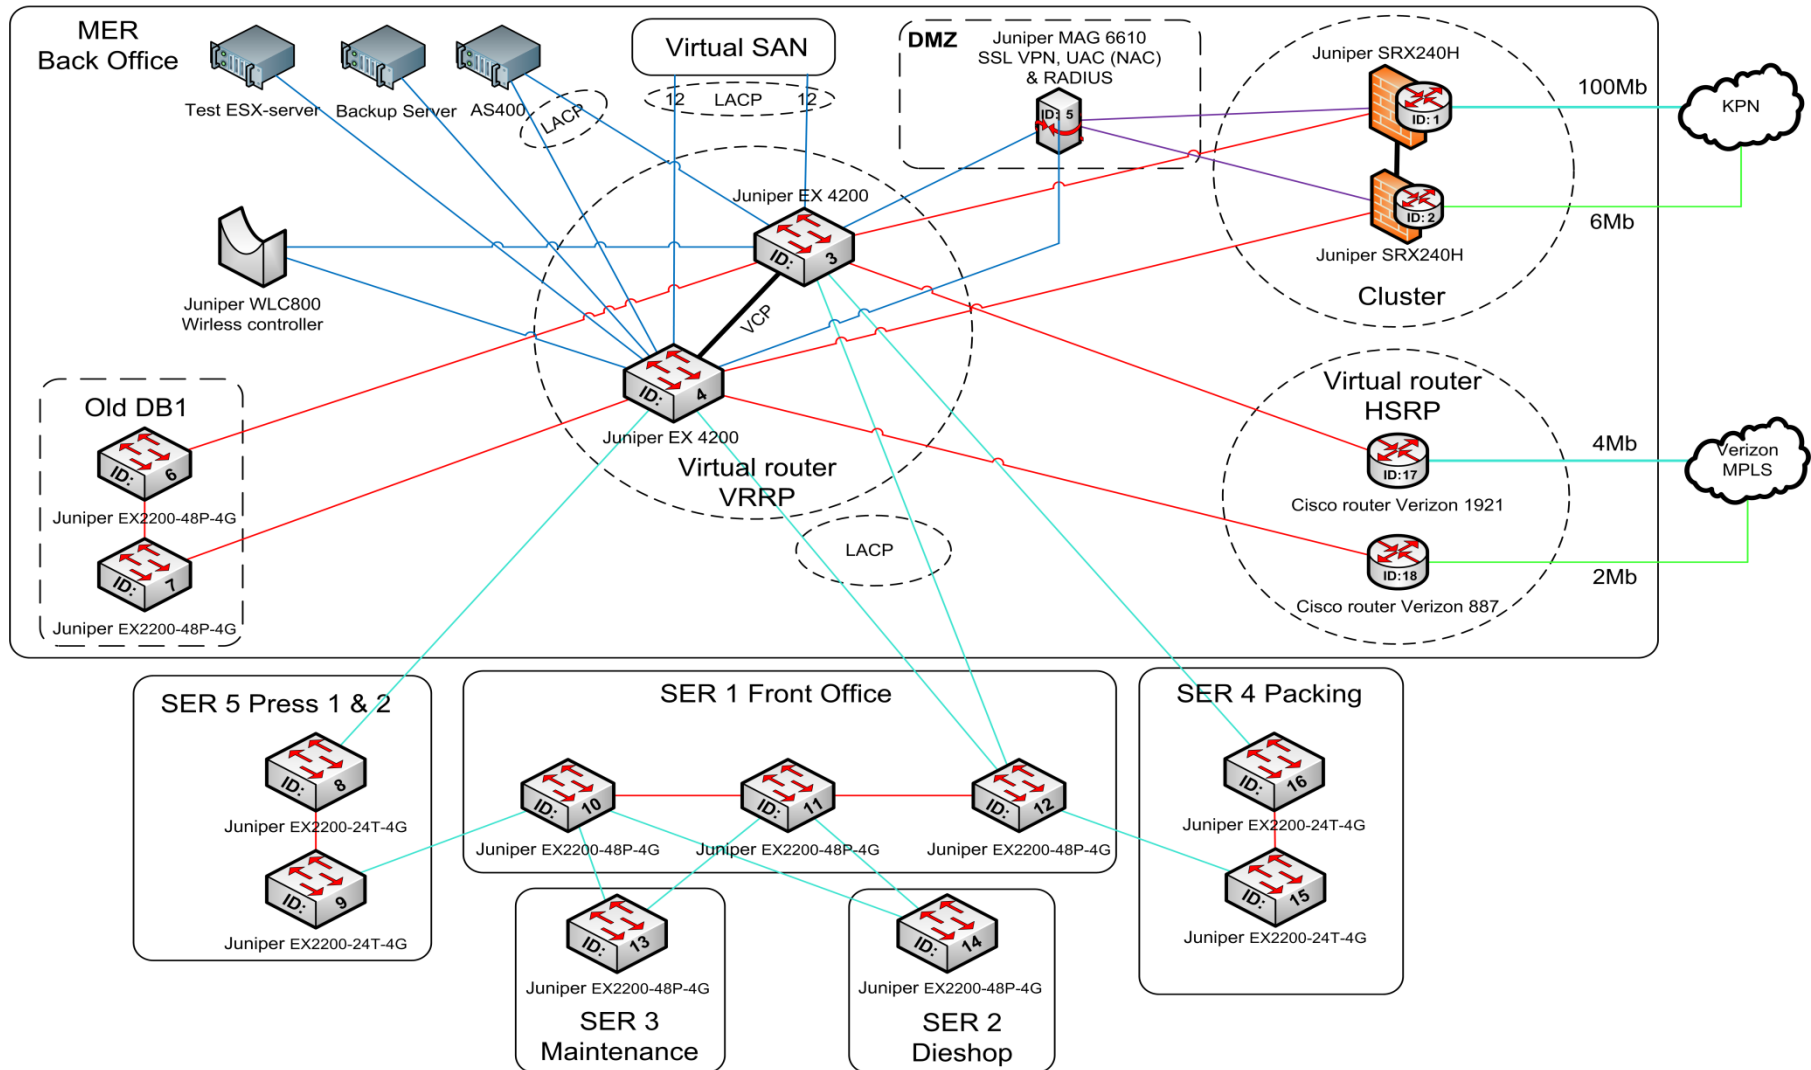 MER
Back Office
Test ESX-server
Backup Server
AS400
LACP
Virtual SAN
12 LACP 12
DMZ
Juniper MAG 6610
SSL VPN, UAC (NAC)
& RADIUS
ID: 5
Juniper SRX240H
ID: 1
100Mb
KPN
ID: 2
6Mb
Juniper SRX240H
Cluster
Juniper EX 4200
ID: 3
VCP
Juniper WLC800
Wirless controller
ID: 4
Juniper EX 4200
Virtual router
VRRP
Old DB1
ID: 6
Juniper EX2200-48P-4G
ID: 7
Juniper EX2200-48P-4G
Virtual router
HSRP
ID:17
4Mb
Verizon
MPLS
Cisco router Verizon 1921
ID:18
2Mb
Cisco router Verizon 887
LACP
SER 5 Press 1 & 2
ID: 8
Juniper EX2200-24T-4G
ID: 9
Juniper EX2200-24T-4G
SER 1 Front Office
ID: 10
Juniper EX2200-48P-4G
ID: 11
Juniper EX2200-48P-4G
ID: 12
Juniper EX2200-48P-4G
SER 4 Packing
ID: 16
Juniper EX2200-24T-4G
ID: 15
Juniper EX2200-24T-4G
ID: 13
Juniper EX2200-48P-4G
SER 3
Maintenance
ID: 14
Juniper EX2200-48P-4G
SER 2
Dieshop